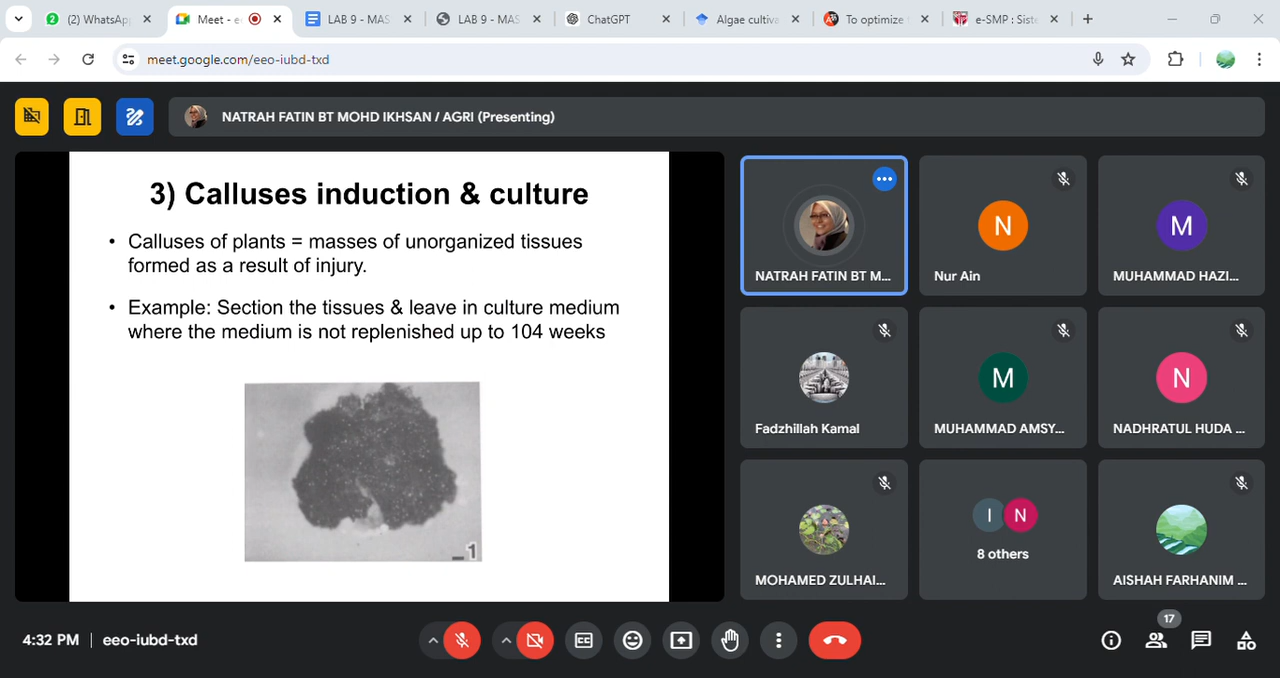 (2) WhatsApp
Meet - e
LAB 9 - MAS
LAB 9 - MAS
ChatGPT
Algae cultiva
To optimize
e-SMP : Siste
meet.google.com/eeo-iubd-txd
NATRAH FATIN BT MOHD IKHSAN / AGRI (Presenting)
3) Calluses induction & culture
• Calluses of plants = masses of unorganized tissues
formed as a result of injury.
• Example: Section the tissues & leave in culture medium
where the medium is not replenished up to 104 weeks
1
NATRAH FATIN BT M...
N
Nur Ain
M
MUHAMMAD HAZI...
Fadzhillah Kamal
M
MUHAMMAD AMSY...
N
NADHRATUL HUDA ...
MOHAMED ZULHAI...
I N
8 others
AISHAH FARHANIM ...
4:32 PM | eeo-iubd-txd
17